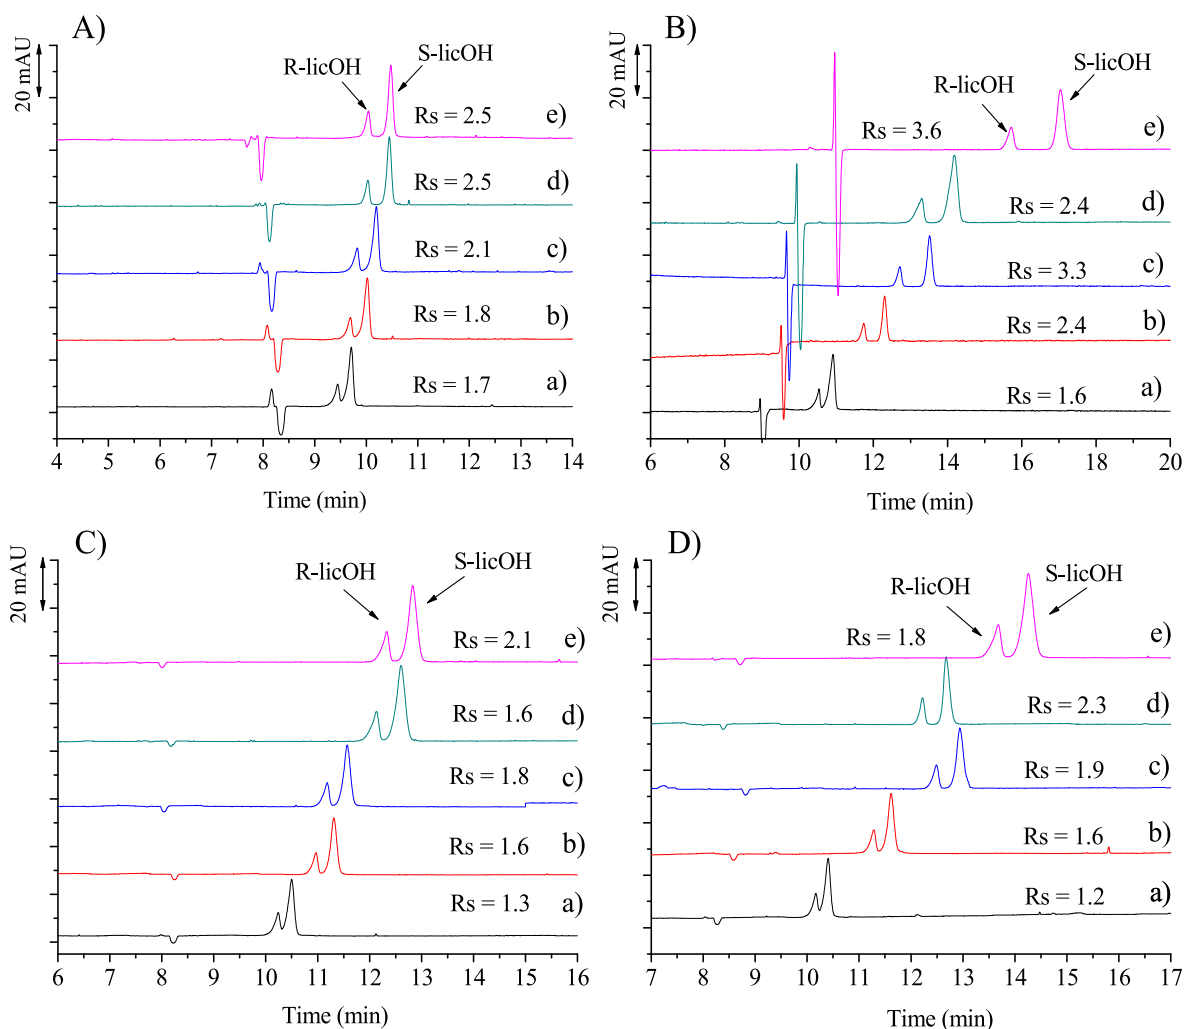 A)
20 mAU
R-licOH
S-licOH
Rs = 2.5
e)
Rs = 2.5
d)
Rs = 2.1
c)
Rs = 1.8
b)
Rs = 1.7
a)
4 5 6 7 8 9 10 11 12 13 14
Time (min)
B)
20 mAU
S-licOH
R-licOH
Rs = 3.6
e)
Rs = 2.4
d)
Rs = 3.3
c)
Rs = 2.4
b)
Rs = 1.6
a)
6 8 10 12 14 16 18 20
Time (min)
C)
20 mAU
R-licOH
S-licOH
Rs = 2.1
e)
Rs = 1.6
d)
Rs = 1.8
c)
Rs = 1.6
b)
Rs = 1.3
a)
6 7 8 9 10 11 12 13 14 15 16
Time (min)
D)
20 mAU
R-licOH
S-licOH
Rs = 1.8
e)
Rs = 2.3
d)
Rs = 1.9
c)
Rs = 1.6
b)
Rs = 1.2
a)
7 8 9 10 11 12 13 14 15 16 17
Time (min)